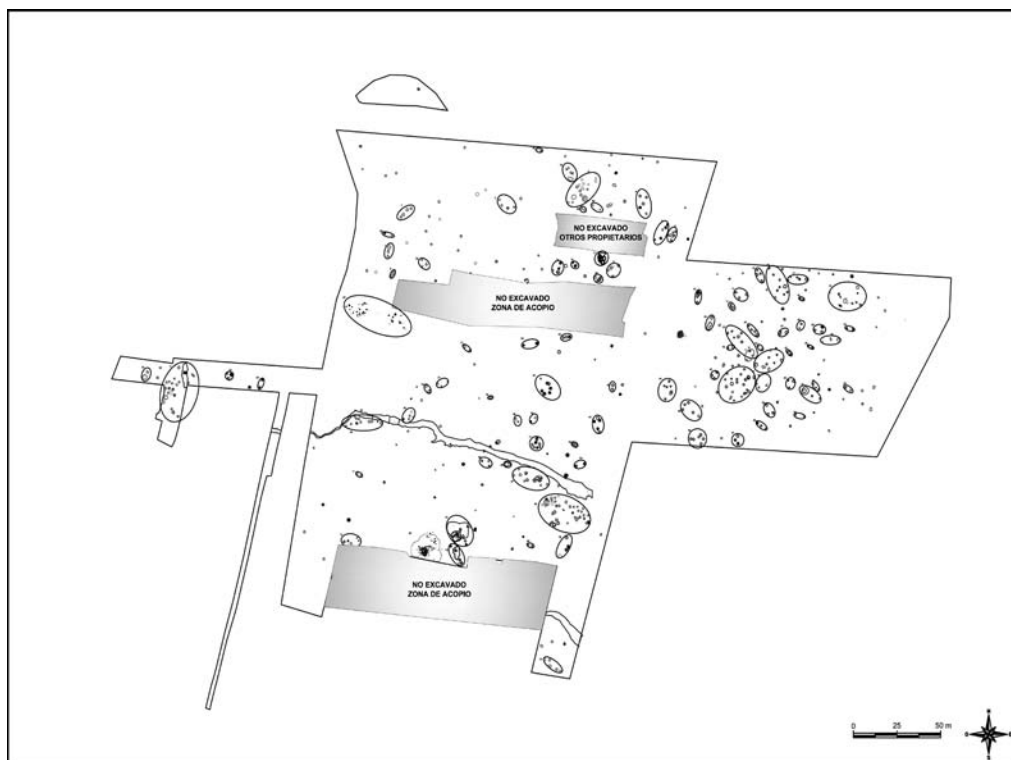 NO EXCAVADO
OTROS PROPIETARIOS
NO EXCAVADO
ZONA DE ACOPIO
NO EXCAVADO
ZONA DE ACOPIO
0 25 50 m